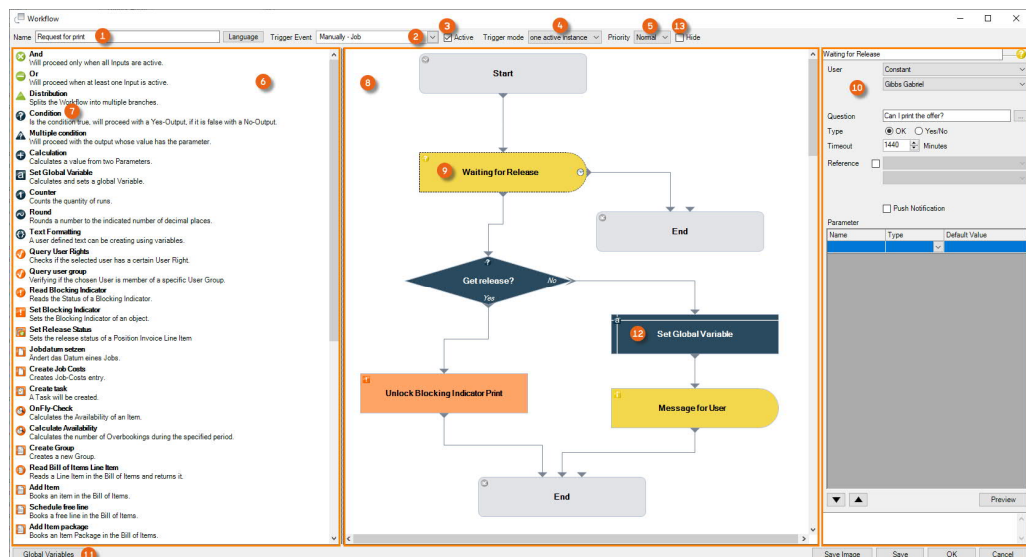 Workflow
Name Request for print 1 Language Trigger Event Manually - Job 2 3 Active Trigger mode 4 one active Instance Priority 5 Normal 13 Hide
6
And
Will proceed only when all Inputs are active.
Or
Will proceed when at least one Input is active.
Distribution
Splits the Workflow into multiple branches.
Condition 7
Is the condition true, will proceed with a Yes-Output, if it is false with a No-Output.
Multiple condition
Will proceed with the output whose value has the parameter.
Calculation
Calculates a value from two Parameters.
Set Global Variable
Calculates and sets a global Variable.
Counter
Counts the quantity of runs.
Round
Rounds a number to the indicated number of decimal places.
Text Formatting
A user defined text can be creating using variables.
Query User Rights
Checks if the selected user has a certain User Right.
Query user group
Verifying if the chosen User is member of a specific User Group.
Read Blocking Indicator
Reads the Status of a Blocking Indicator.
Set Blocking Indicator
Sets the Blocking Indicator of an object.
Set Release Status
Sets the release status of a Position Invoice Line Item
Jobdatum setzen
Ändert das Datum eines Jobs.
Create Job Costs
Creates Job-Costs entry.
Create task
A Task will be created.
OnFly-Check
Calculates the Availability of an Item.
Calculate Availability
Calculates the number of Overbookings during the specified period.
Create Group
Creates a new Group.
Read Bill of Items Line Item
Reads a Line Item in the Bill of Items and returns it.
Add Item
Books an item in the Bill of Items.
Schedule free line
Books a free line in the Bill of Items.
Add Item package
Books an Item Package in the Bill of Items.
Global Variables 11
8
Start
9 Waiting for Release
End
?
Get release? No
Yes
a
12 Set Global Variable
Unlock Blocking Indicator Print
Message for User
End
Waiting for Release ?
User Constant
10
Gibbs Gabriel
Question Can I print the offer? ...
Type OK Yes/No
Timeout 1440 Minutes
Reference
Push Notification
Parameter
Name Type Default Value
Preview
Save Image Save OK Cancel